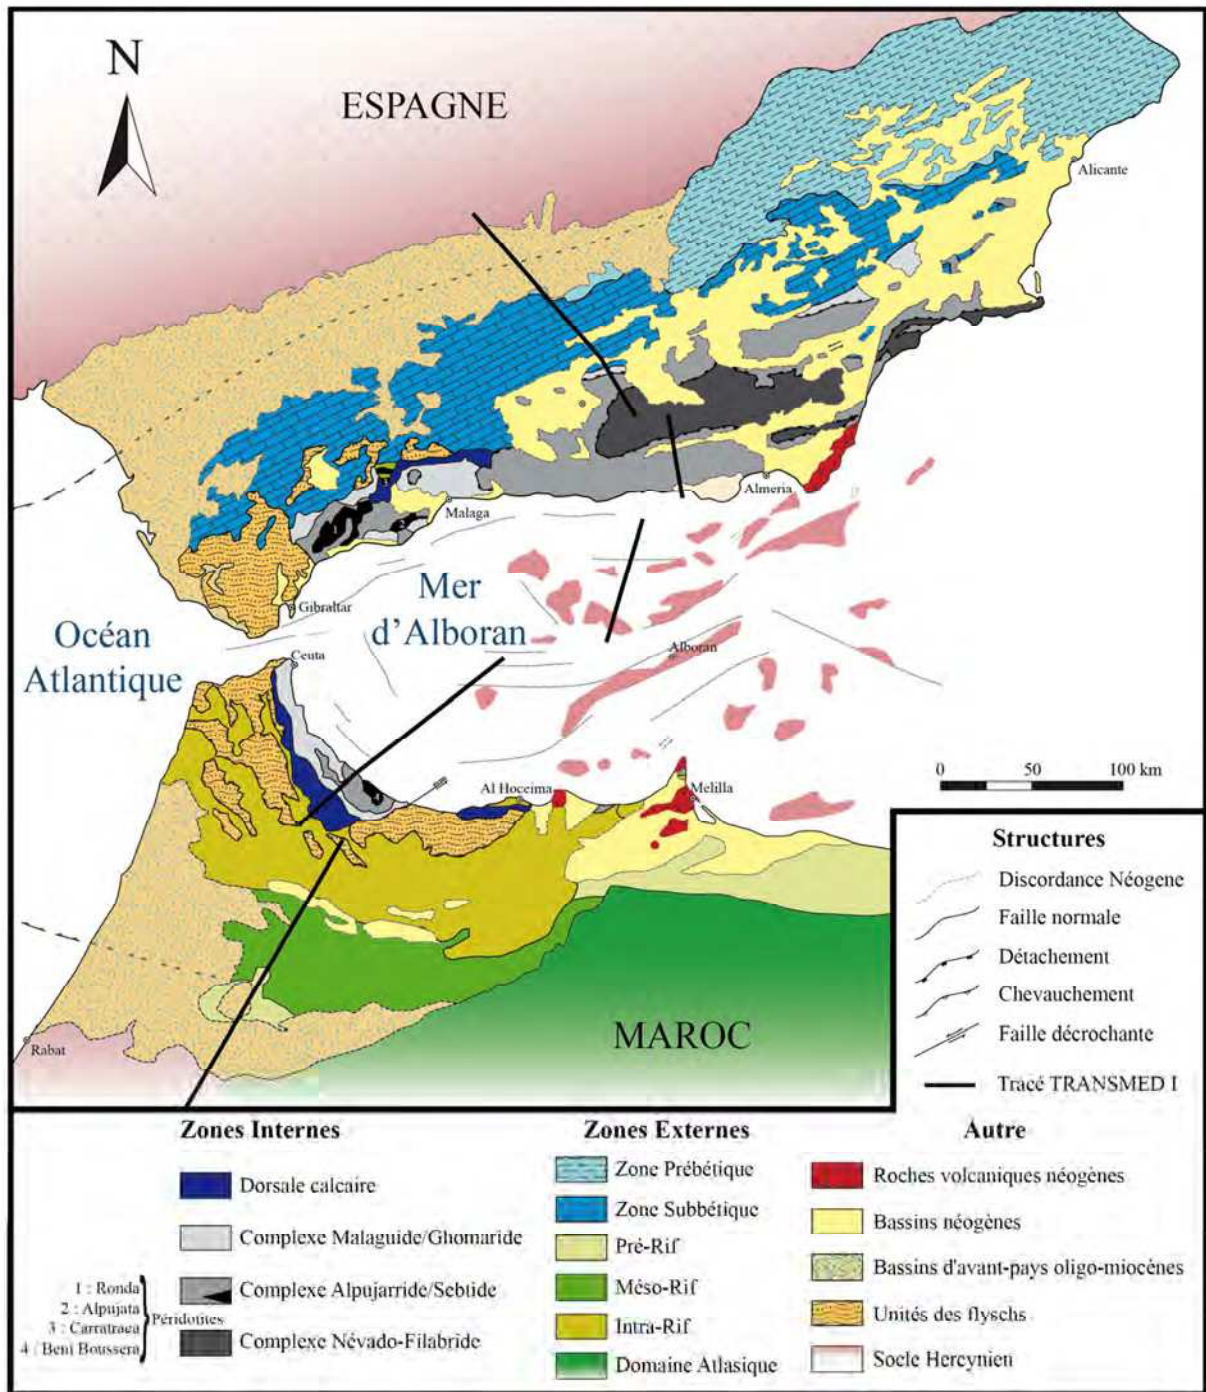 N
ESPAGNE
Alicante
Almeria
Malaga
Gibraltar
Mer
d'Alboran
Océan
Atlantique
Alboran
Ceuta
Al Hoceima
Melilla
0 50 100 km
MAROC
Rabat
1
2
3
4
Structures
Discordance Néogene
Faille normale
Détachement
Chevauchement
Faille décrochante
Tracé TRANSMED I
Zones Internes
Dorsale calcaire
Complexe Malaguide/Ghomaride
Complexe Alpujarride/Sebtide
Complexe Névado-Filabride
1 : Ronda
2 : Alpujata
3 : Carratraca
4 : Beni Boussera
Péridotites
Zones Externes
Zone Prébétique
Zone Subbétique
Pré-Rif
Méso-Rif
Intra-Rif
Domaine Atlasique
Autre
Roches volcaniques néogènes
Bassins néogènes
Bassins d'avant-pays oligo-miocènes
Unités des flyschs
Socle Hercynien